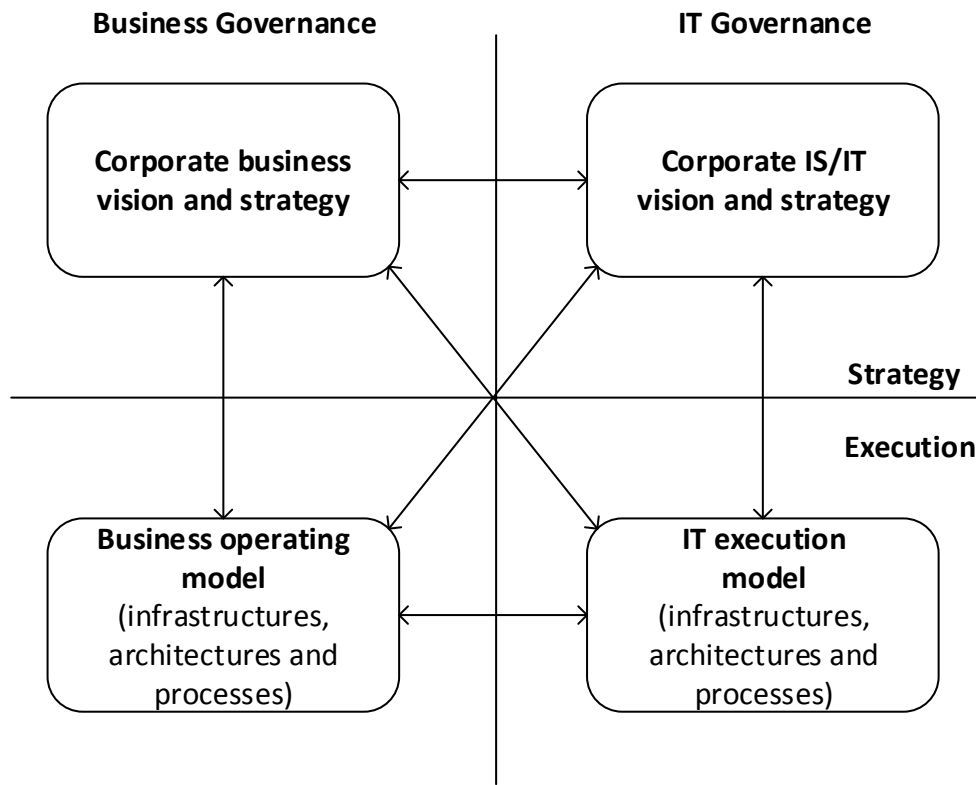 Business Governance
IT Governance
Corporate business
vision and strategy
Corporate IS/IT
vision and strategy
Strategy
Execution
Business operating
model
(infrastructures,
architectures and
processes)
IT execution
model
(infrastructures,
architectures and
processes)